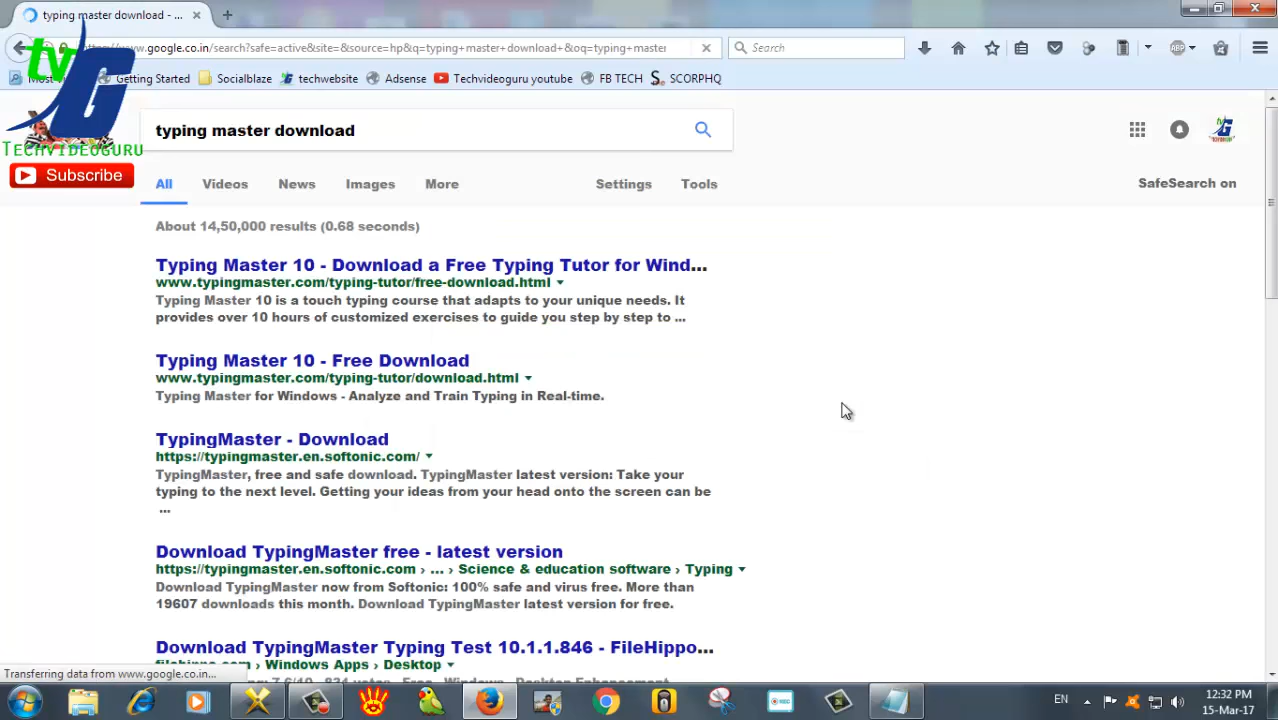 typing master download - ...
www.google.co.in/search?safe=active&site=&source=hp&q=typing+master+download+&oq=typing+master
Search
ABP
Getting Started
Socialblaze
techwebsite
Adsense
Techvideoguru youtube
FB TECH
SCORPHQ
tv G
TECHVIDEOGURU
Subscribe
typing master download
All Videos News Images More Settings Tools
SafeSearch on
About 14,50,000 results (0.68 seconds)
Typing Master 10 - Download a Free Typing Tutor for Wind...
www.typingmaster.com/typing-tutor/free-download.html
Typing Master 10 is a touch typing course that adapts to your unique needs. It
provides over 10 hours of customized exercises to guide you step by step to ...
Typing Master 10 - Free Download
www.typingmaster.com/typing-tutor/download.html
Typing Master for Windows - Analyze and Train Typing in Real-time.
TypingMaster - Download
https://typingmaster.en.softonic.com/
TypingMaster, free and safe download. TypingMaster latest version: Take your
typing to the next level. Getting your ideas from your head onto the screen can be
...
Download TypingMaster free - latest version
https://typingmaster.en.softonic.com › ... › Science & education software › Typing
Download TypingMaster now from Softonic: 100% safe and virus free. More than
19607 downloads this month. Download TypingMaster latest version for free.
Download TypingMaster Typing Test 10.1.1.846 - FileHippo...
filehippo.com › Windows Apps › Desktop
Transferring data from www.google.co.in...
EN
12:32 PM
15-Mar-17